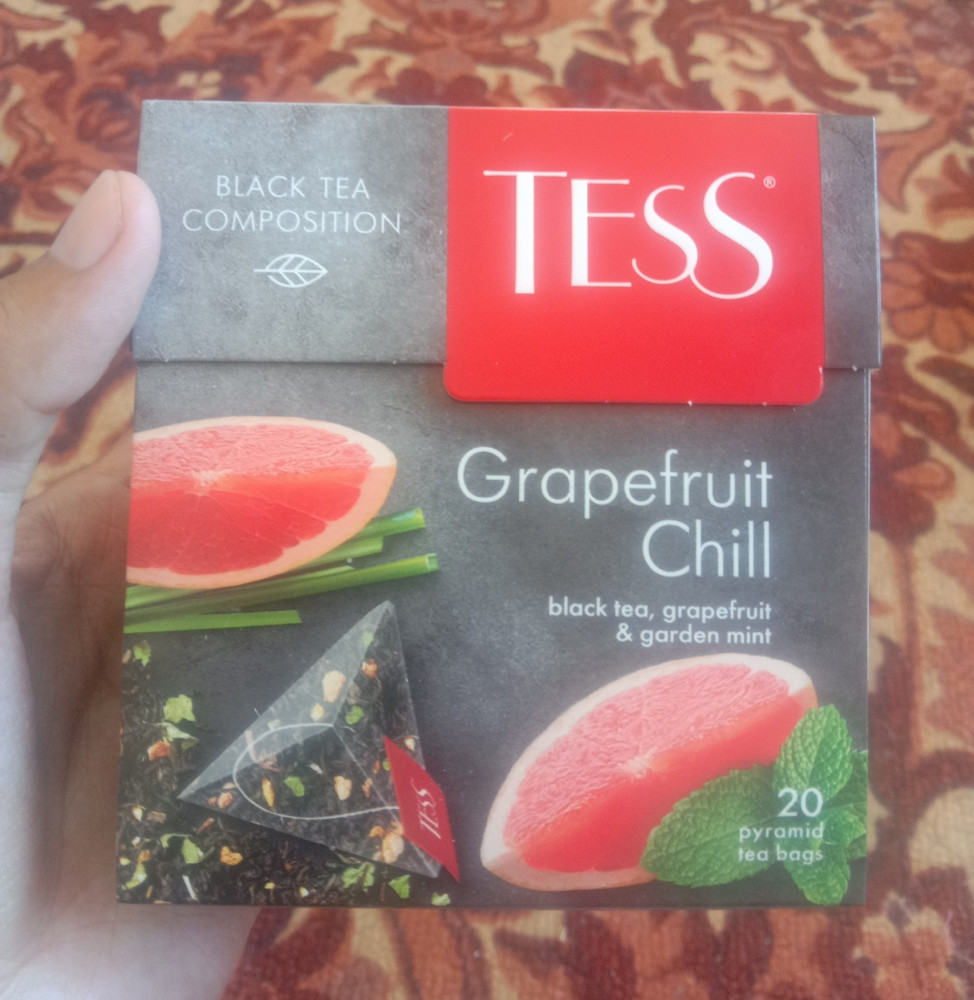 BLACK TEA
COMPOSITION
TESS®
Grapefruit
Chill
black tea, grapefruit
& garden mint
TESS
20
pyramid
tea bags